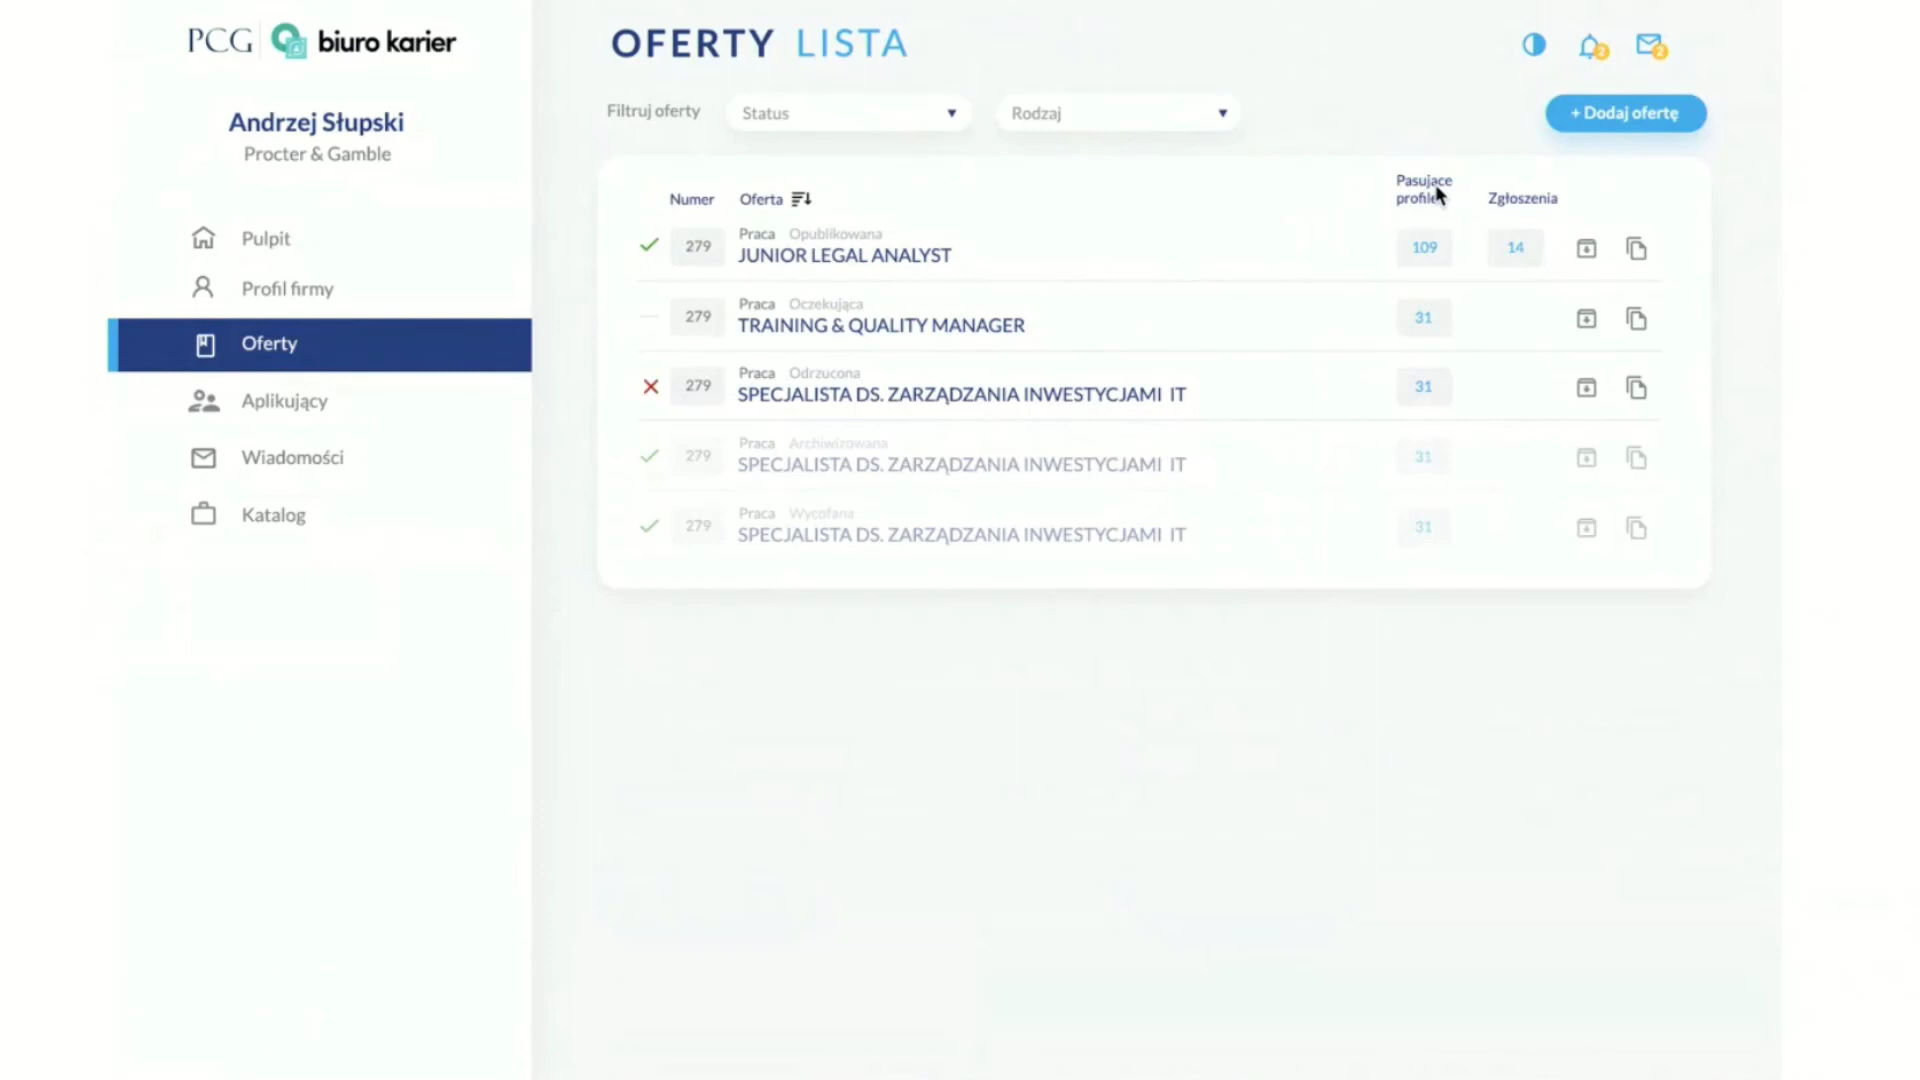 PCG biuro karier
Andrzej Słupski
Procter & Gamble
Pulpit
Profil firmy
Oferty
Aplikujący
Wiadomości
Katalog
OFERTY LISTA
2
2
Filtruj oferty
Status
Rodzaj
+ Dodaj ofertę
Numer
Oferta
Pasujące
profile
Zgłoszenia
279
Praca Opublikowana
JUNIOR LEGAL ANALYST
109
14
279
Praca Oczekująca
TRAINING & QUALITY MANAGER
31
279
Praca Odrzucona
SPECJALISTA DS. ZARZĄDZANIA INWESTYCJAMI IT
31
279
Praca Archiwizowana
SPECJALISTA DS. ZARZĄDZANIA INWESTYCJAMI IT
31
279
Praca Wycofana
SPECJALISTA DS. ZARZĄDZANIA INWESTYCJAMI IT
31